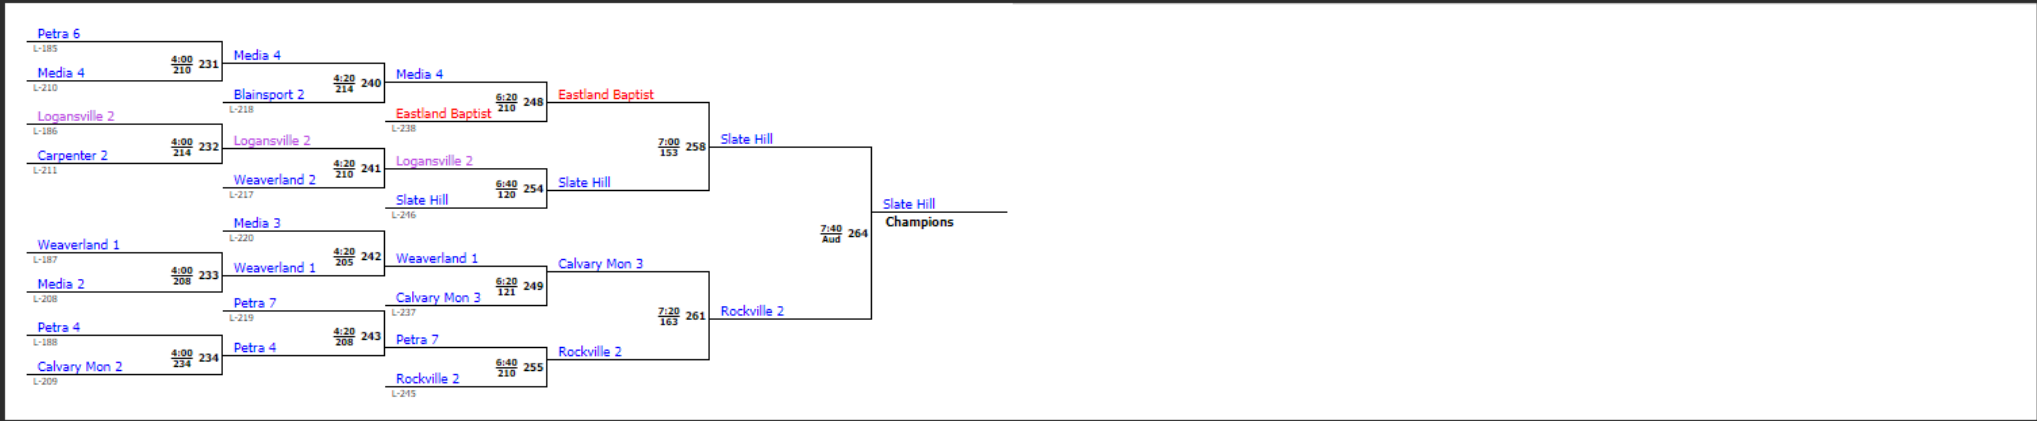 Petra 6
L-185
4:00
210 231
Media 4
L-210
Media 4
4:20
214 240
Blainsport 2
L-218
Media 4
6:20
210 248
Eastland Baptist
L-238
Eastland Baptist
Logansville 2
L-186
4:00
214 232
Carpenter 2
L-211
Logansville 2
4:20
210 241
Weaverland 2
L-217
Logansville 2
6:40
120 254
Slate Hill
L-246
Slate Hill
7:00
153 258
Slate Hill
Media 3
L-220
4:20
205 242
Weaverland 1
L-187
4:00
208 233
Media 2
L-208
Weaverland 1
Weaverland 1
6:20
121 249
Calvary Mon 3
L-237
Calvary Mon 3
Petra 7
L-219
4:20
208 243
Petra 4
L-188
4:00
234 234
Calvary Mon 2
L-209
Petra 4
Petra 7
6:40
210 255
Rockville 2
L-245
Rockville 2
7:20
163 261
Rockville 2
7:40
Aud 264
Slate Hill
Champions